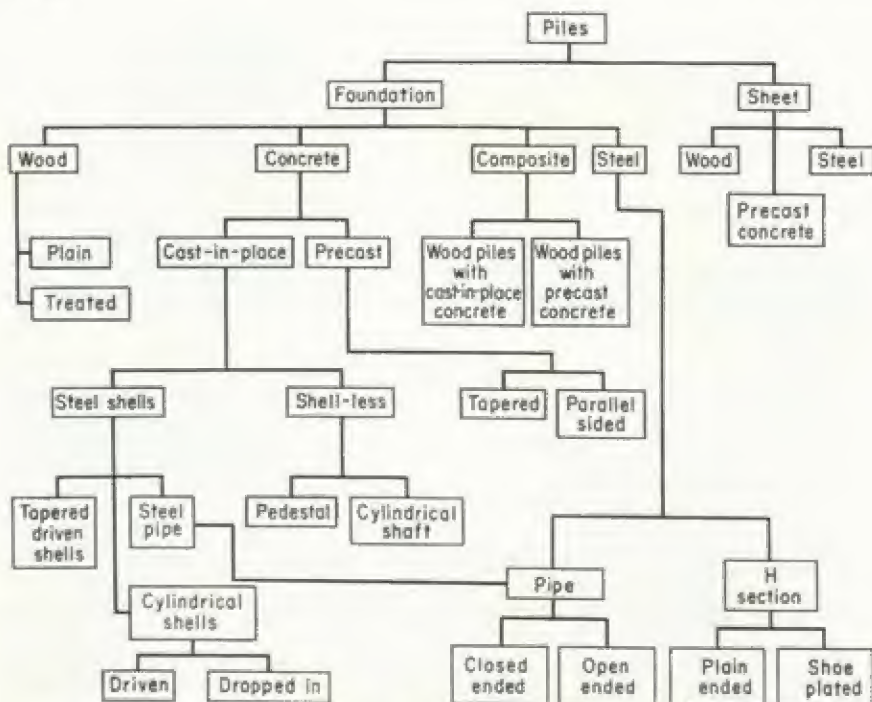 Piles
Foundation
Sheet
Wood
Concrete
Composite
Steel
Wood
Steel
Precast
concrete
Plain
Treated
Cast-in-place
Precast
Wood piles
with
cast-in-place
concrete
Wood piles
with
precast
concrete
Steel shells
Shell-less
Tapered
Parallel
sided
Tapered
driven
shells
Steel
pipe
Pedestal
Cylindrical
shaft
Pipe
H
section
Cylindrical
shells
Driven
Dropped in
Closed
ended
Open
ended
Plain
ended
Shoe
plated